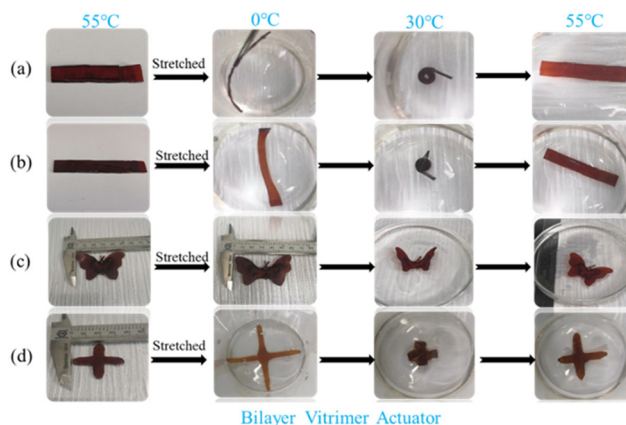 55℃ 0℃ 30℃ 55℃
(a) Stretched
(b) Stretched
(c) Stretched
(d) Stretched
Bilayer Vitrimer Actuator